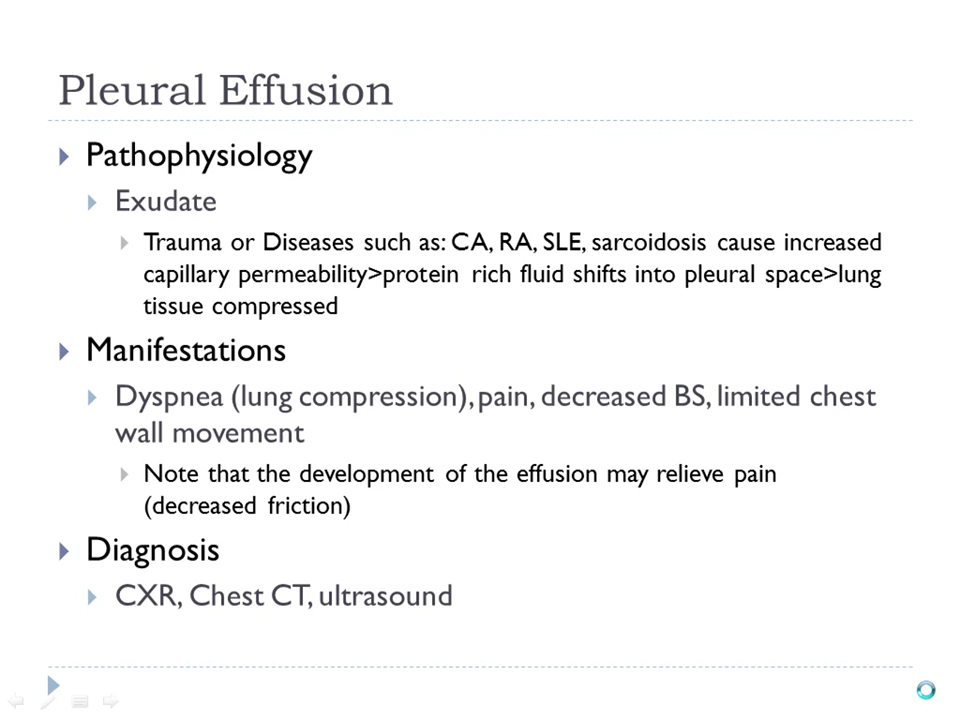 Pleural Effusion
Pathophysiology
Exudate
Trauma or Diseases such as: CA, RA, SLE, sarcoidosis cause increased
capillary permeability>protein rich fluid shifts into pleural space>lung
tissue compressed
Manifestations
Dyspnea (lung compression), pain, decreased BS, limited chest
wall movement
Note that the development of the effusion may relieve pain
(decreased friction)
Diagnosis
CXR, Chest CT, ultrasound